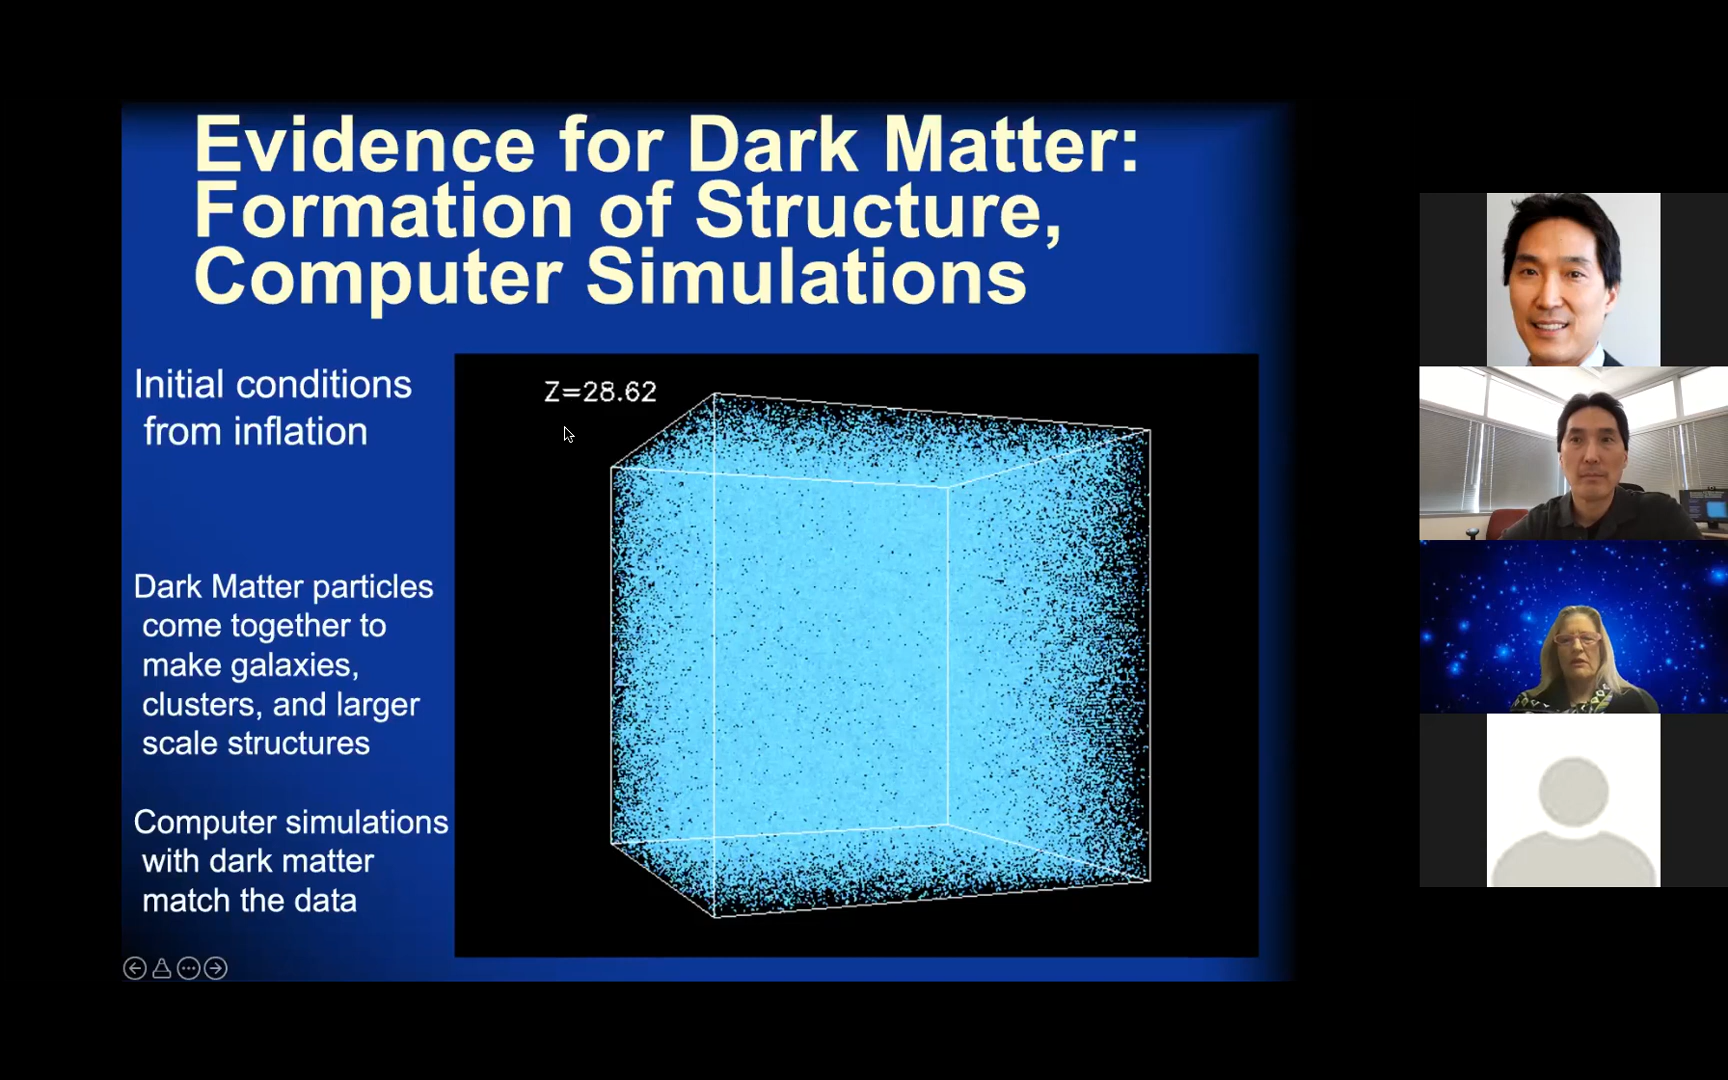 Evidence for Dark Matter:
Formation of Structure,
Computer Simulations
Initial conditions
from inflation
Z=28.62
Dark Matter particles
come together to
make galaxies,
clusters, and larger
scale structures
Computer simulations
with dark matter
match the data